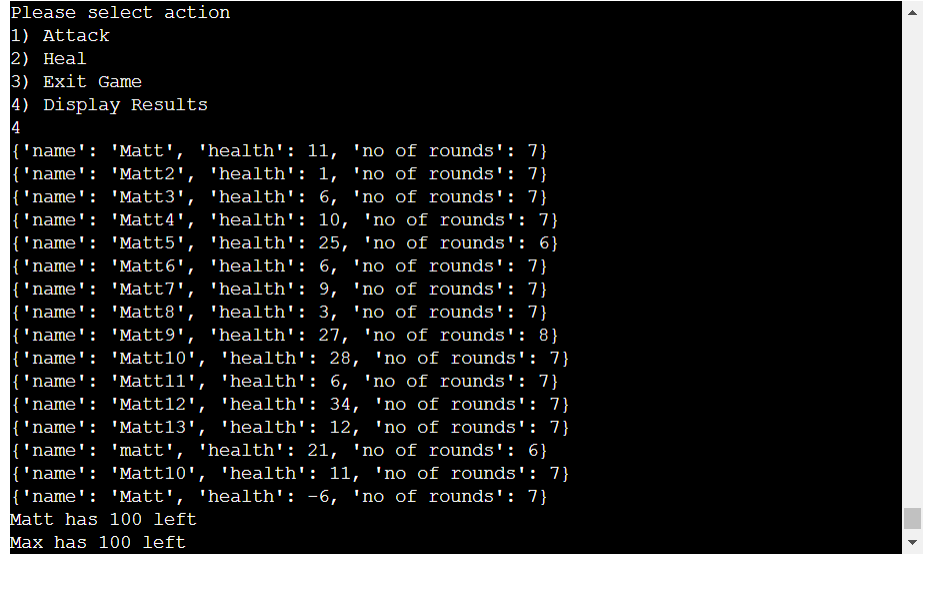 Please select action
1) Attack
2) Heal
3) Exit Game
4) Display Results
4
{'name': 'Matt', 'health': 11, 'no of rounds': 7}
{'name': 'Matt2', 'health': 1, 'no of rounds': 7}
{'name': 'Matt3', 'health': 6, 'no of rounds': 7}
{'name': 'Matt4', 'health': 10, 'no of rounds': 7}
{'name': 'Matt5', 'health': 25, 'no of rounds': 6}
{'name': 'Matt6', 'health': 6, 'no of rounds': 7}
{'name': 'Matt7', 'health': 9, 'no of rounds': 7}
{'name': 'Matt8', 'health': 3, 'no of rounds': 7}
{'name': 'Matt9', 'health': 27, 'no of rounds': 8}
{'name': 'Matt10', 'health': 28, 'no of rounds': 7}
{'name': 'Matt11', 'health': 6, 'no of rounds': 7}
{'name': 'Matt12', 'health': 34, 'no of rounds': 7}
{'name': 'Matt13', 'health': 12, 'no of rounds': 7}
{'name': 'matt', 'health': 21, 'no of rounds': 6}
{'name': 'Matt10', 'health': 11, 'no of rounds': 7}
{'name': 'Matt', 'health': -6, 'no of rounds': 7}
Matt has 100 left
Max has 100 left